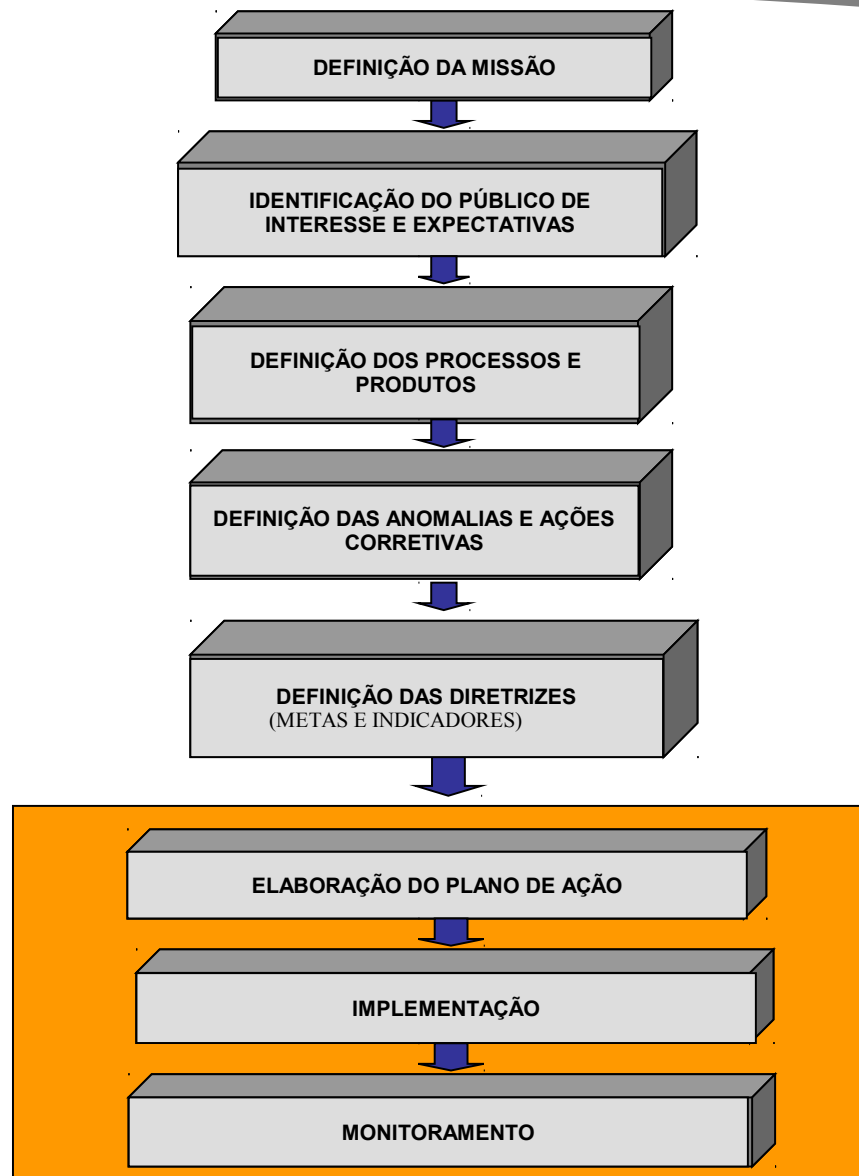 DEFINIÇÃO DA MISSÃO
IDENTIFICAÇÃO DO PÚBLICO DE
INTERESSE E EXPECTATIVAS
DEFINIÇÃO DOS PROCESSOS E
PRODUTOS
DEFINIÇÃO DAS ANOMALIAS E AÇÕES
CORRETIVAS
DEFINIÇÃO DAS DIRETRIZES
(METAS E INDICADORES)
ELABORAÇÃO DO PLANO DE AÇÃO
IMPLEMENTAÇÃO
MONITORAMENTO